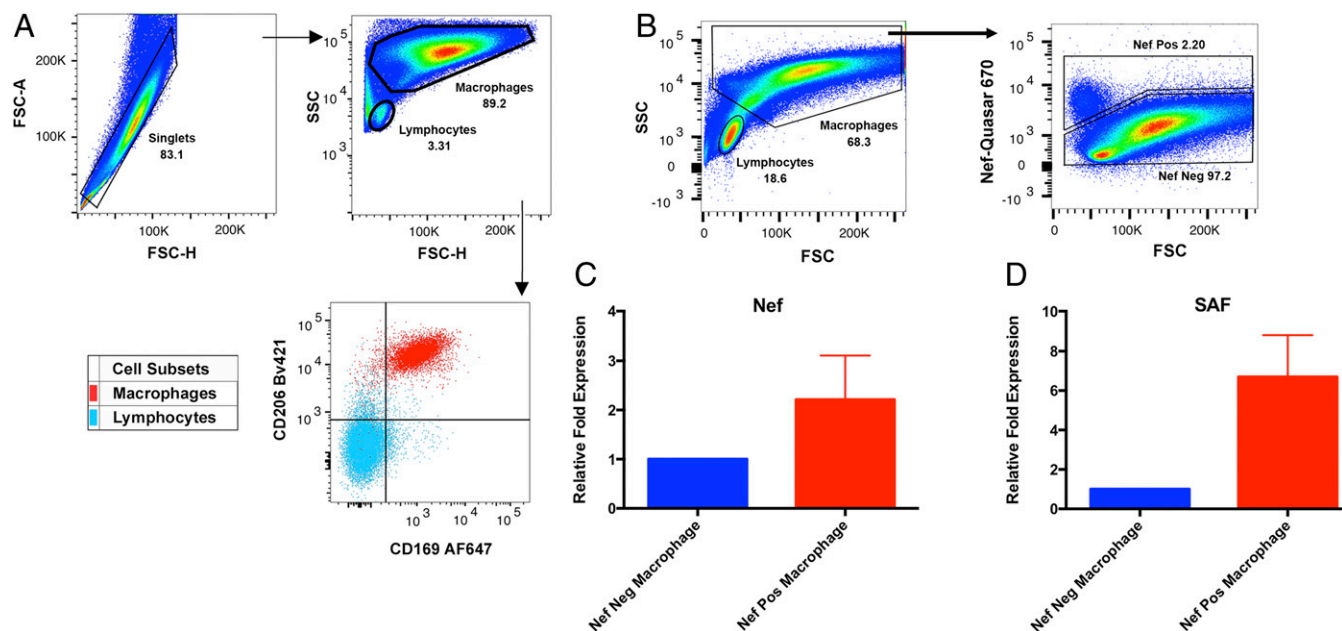 A
FSC-A
200K
100K
0
Singlets
83.1
0
100K
200K
FSC-H
SSC
10 5
10 4
10 3
Macrophages
89.2
Lymphocytes
3.31
0
100K
200K
FSC-H
Cell Subsets
Macrophages
Lymphocytes
CD206 Bv421
10 5
10 4
10 3
10 3
10 4
10 5
CD169 AF647
B
SSC
10 5
10 4
10 3
0
-10 3
Macrophages
68.3
Lymphocytes
18.6
0
100K
200K
FSC
Nef-Quasar 670
10 5
10 4
10 3
0
-10 3
Nef Pos 2.20
Nef Neg 97.2
0
100K
200K
FSC
C
Nef
Relative Fold Expression
4
3
2
1
0
Nef Neg Macrophage
Nef Pos Macrophage
D
SAF
Relative Fold Expression
10
8
6
4
2
0
Nef Neg Macrophage
Nef Pos Macrophage